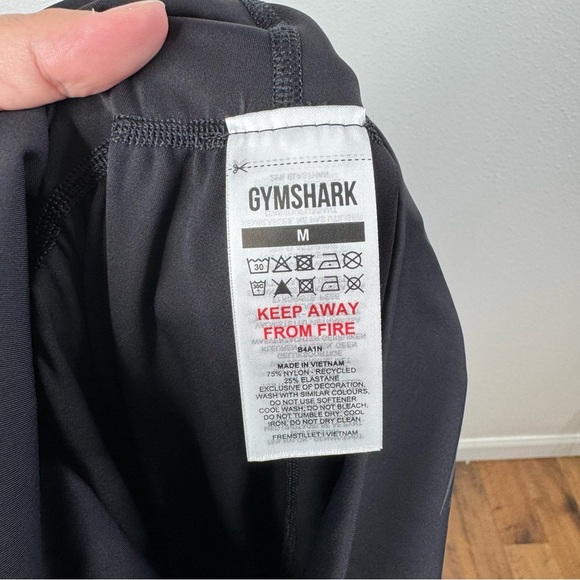 GYMSHARK
M
30
KEEP AWAY
FROM FIRE
B4A1N
MADE IN VIETNAM
75% NYLON - RECYCLED
25% ELASTANE
EXCLUSIVE OF DECORATION.
WASH WITH SIMILAR COLOURS,
DO NOT USE SOFTENER
COOL WASH, DO NOT BLEACH,
DO NOT TUMBLE DRY, COOL
IRON, DO NOT DRY CLEAN
FREMSTILLET I VIETNAM